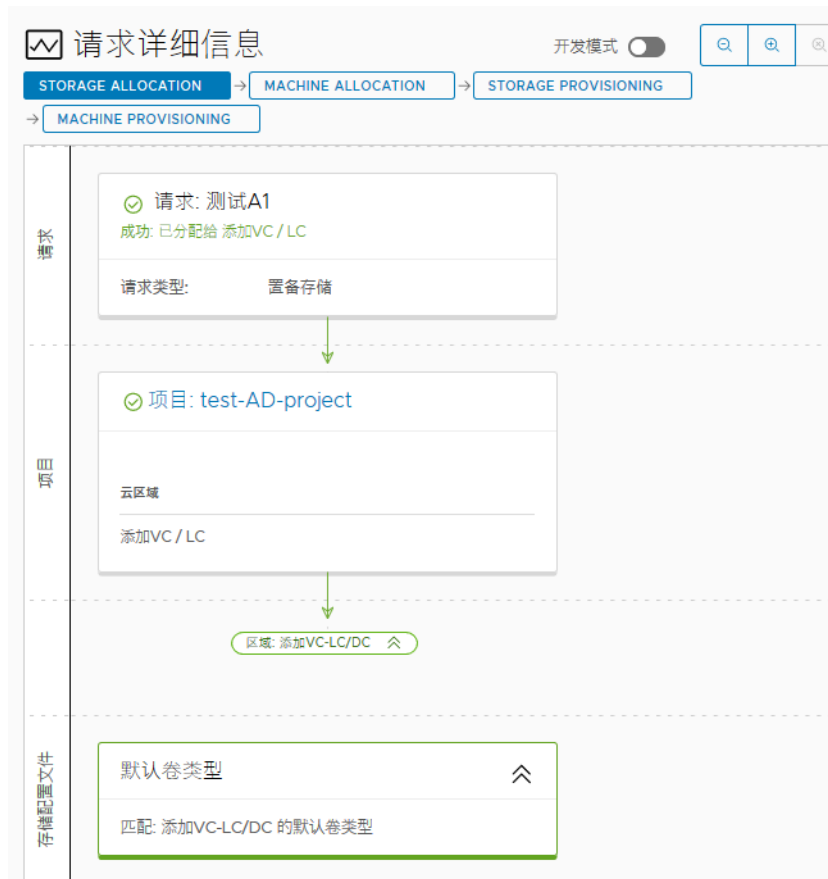 请求详细信息
开发模式
STORAGE ALLOCATION → MACHINE ALLOCATION → STORAGE PROVISIONING
→ MACHINE PROVISIONING
请求
请求: 测试A1
成功: 已分配给 添加VC / LC
请求类型: 置备存储
项目
项目: test-AD-project
云区域
添加VC / LC
区域: 添加VC-LC/DC
存储配置文件
默认卷类型
匹配: 添加VC-LC/DC 的默认卷类型